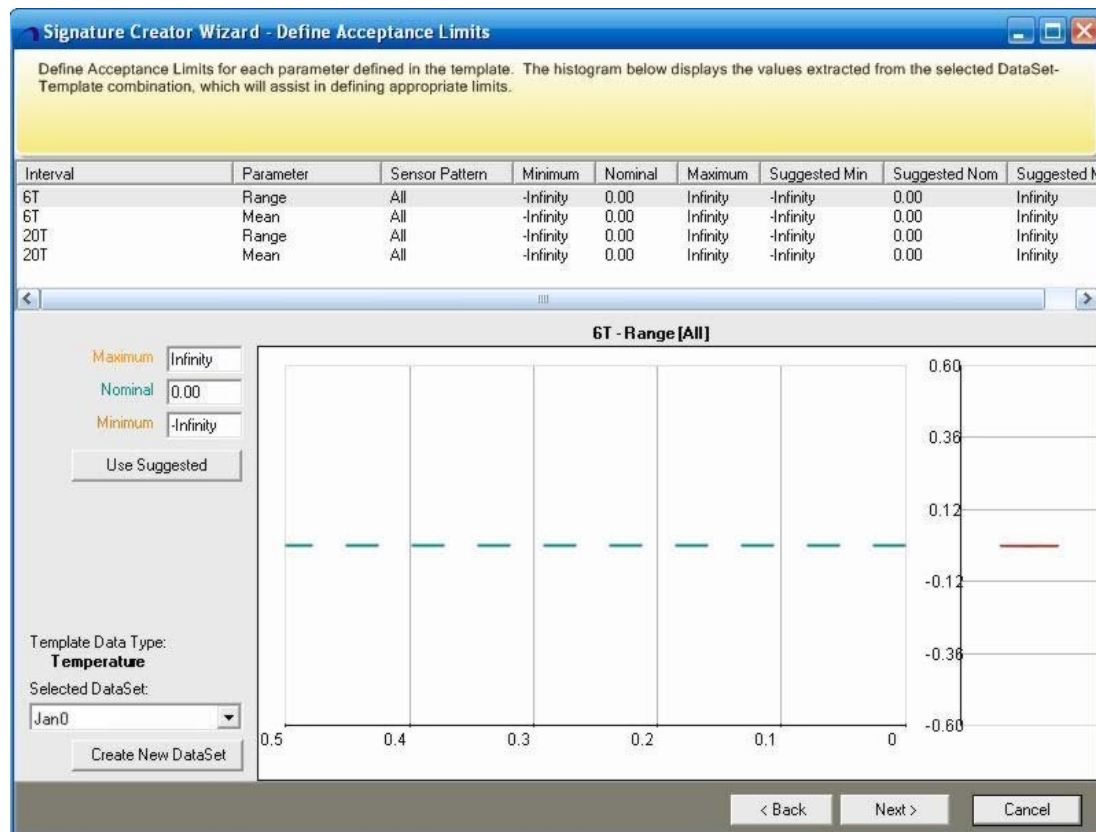 Signature Creator Wizard - Define Acceptance Limits
Define Acceptance Limits for each parameter defined in the template. The histogram below displays the values extracted from the selected DataSet-
Template combination, which will assist in defining appropriate limits.
Interval Parameter Sensor Pattern Minimum Nominal Maximum Suggested Min Suggested Nom Suggested M
6T Range All -Infinity 0.00 Infinity -Infinity 0.00 Infinity
6T Mean All -Infinity 0.00 Infinity -Infinity 0.00 Infinity
20T Range All -Infinity 0.00 Infinity -Infinity 0.00 Infinity
20T Mean All -Infinity 0.00 Infinity -Infinity 0.00 Infinity
6T - Range [All]
Maximum Infinity
Nominal 0.00
Minimum -Infinity
Use Suggested
0.60
0.36
0.12
-0.12
-0.36
-0.60
0.5 0.4 0.3 0.2 0.1 0
Template Data Type:
Temperature
Selected DataSet:
Jan0
Create New DataSet
< Back Next > Cancel